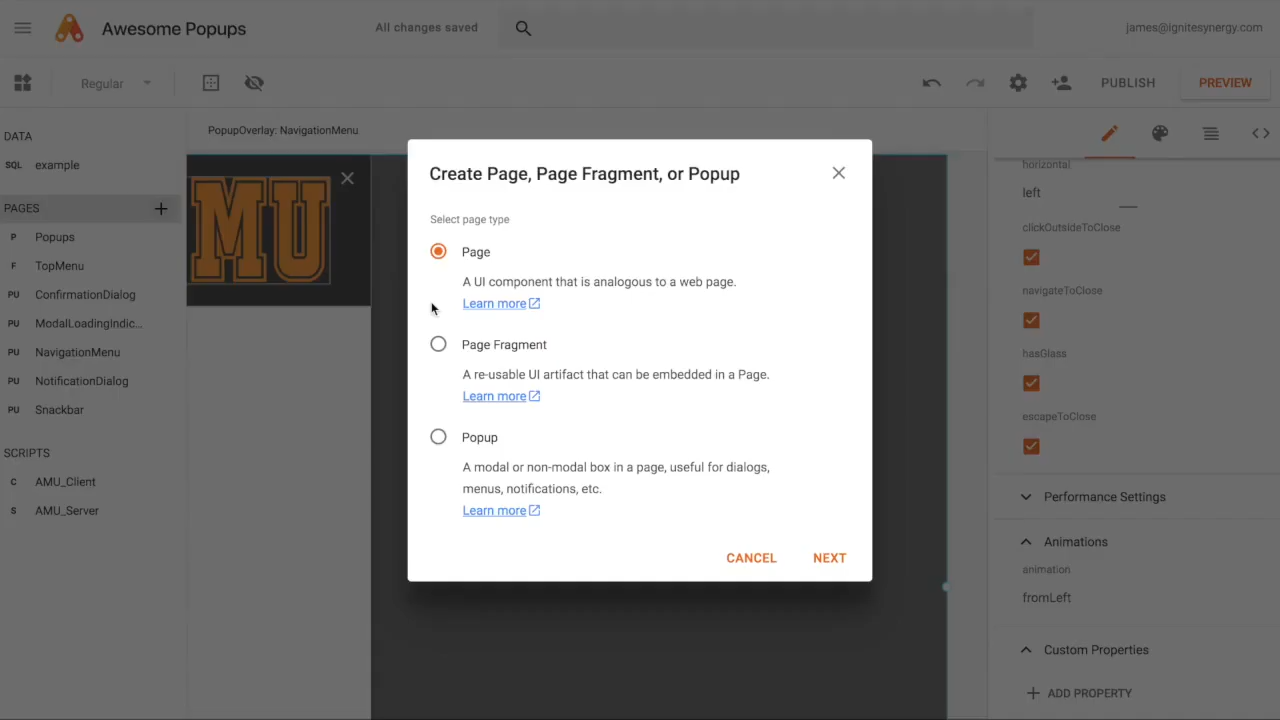 Awesome Popups
All changes saved
james@ignitesynergy.com
Regular
PUBLISH
PREVIEW
DATA
SQL example
PAGES
P Popups
F TopMenu
PU ConfirmationDialog
PU ModalLoadingIndic...
PU NavigationMenu
PU NotificationDialog
PU Snackbar
SCRIPTS
C AMU_Client
S AMU_Server
PopupOverlay: NavigationMenu
MU
Create Page, Page Fragment, or Popup
Select page type
Page
A UI component that is analogous to a web page.
Learn more
Page Fragment
A re-usable UI artifact that can be embedded in a Page.
Learn more
Popup
A modal or non-modal box in a page, useful for dialogs,
menus, notifications, etc.
Learn more
CANCEL
NEXT
horizontal
left
clickOutsideToClose
navigateToClose
hasGlass
escapeToClose
Performance Settings
Animations
animation
fromLeft
Custom Properties
ADD PROPERTY